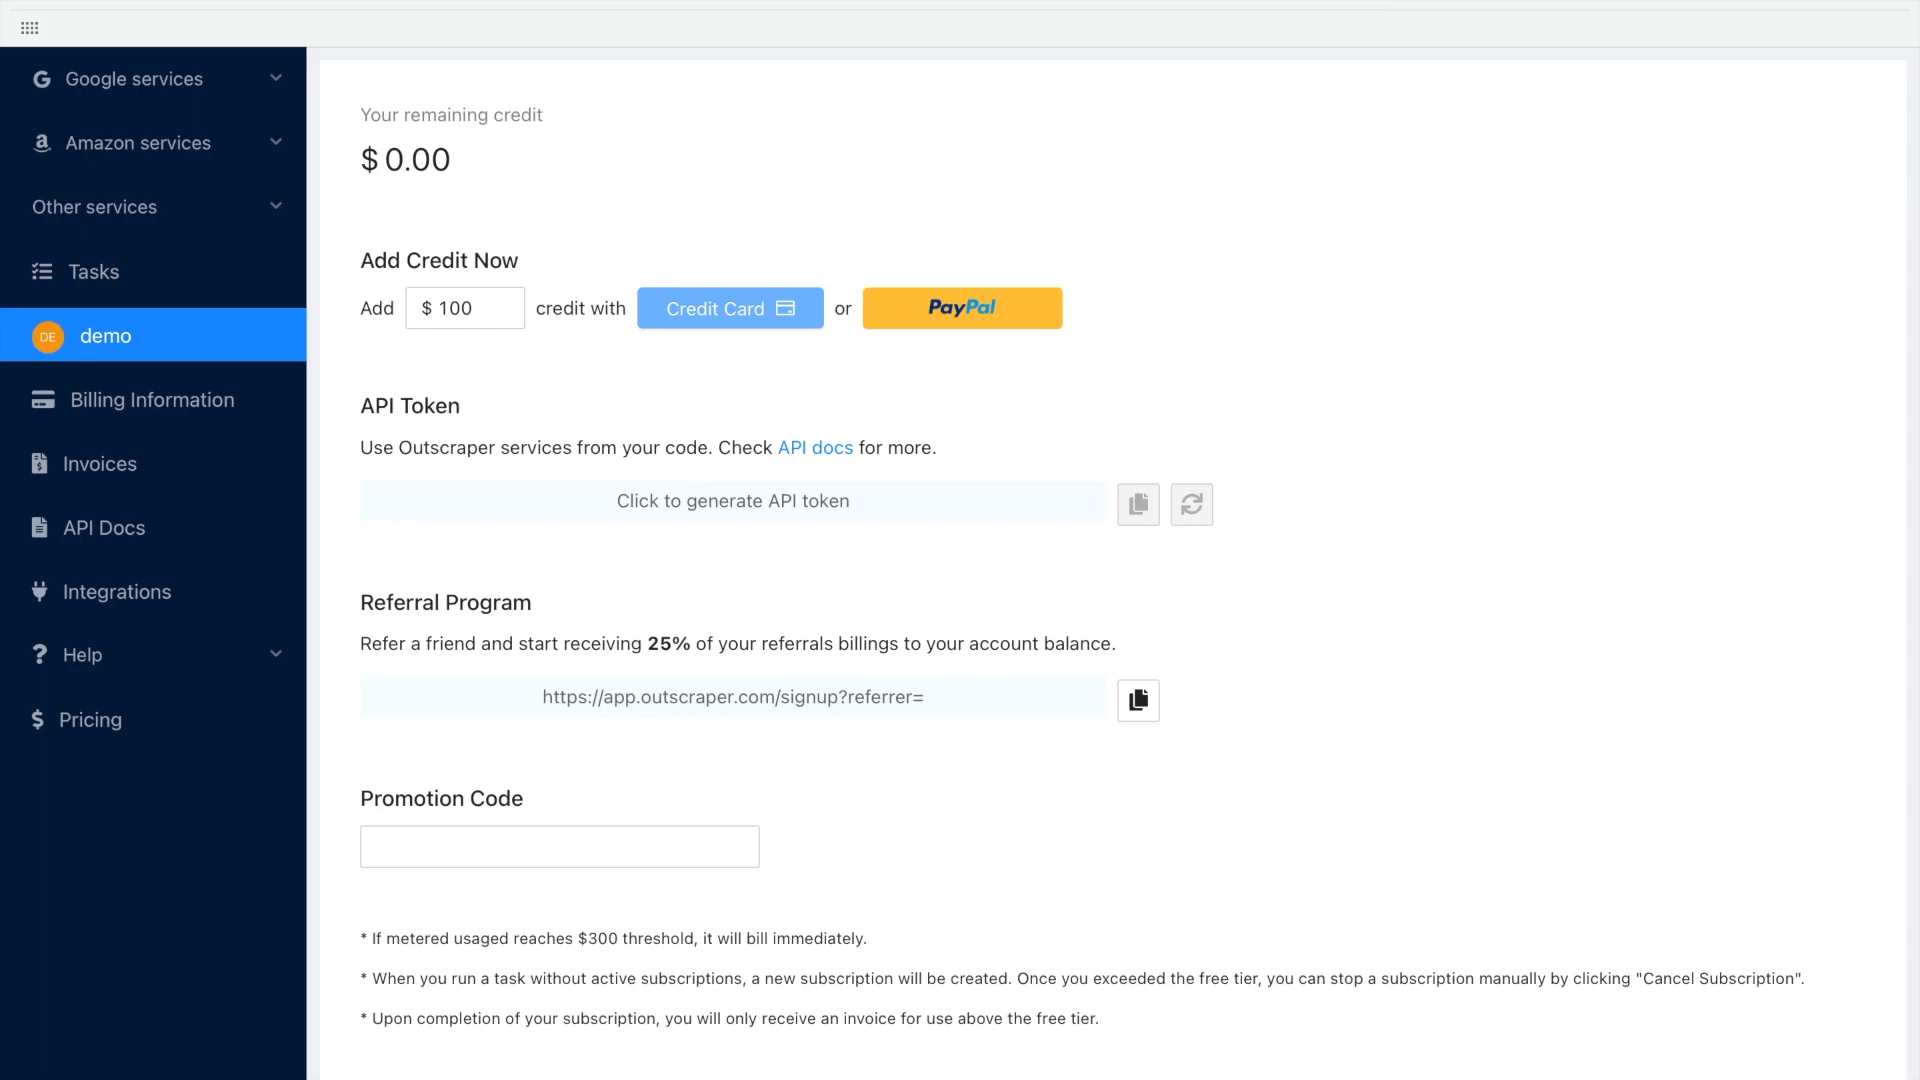 Google services
Amazon services
Other services
Tasks
DE demo
Billing Information
Invoices
API Docs
Integrations
Help
Pricing
Your remaining credit
$ 0.00
Add Credit Now
Add $ 100 credit with Credit Card or PayPal
API Token
Use Outscraper services from your code. Check API docs for more.
Click to generate API token
Referral Program
Refer a friend and start receiving 25% of your referrals billings to your account balance.
https://app.outscraper.com/signup?referrer=
Promotion Code
* If metered usaged reaches $300 threshold, it will bill immediately.
* When you run a task without active subscriptions, a new subscription will be created. Once you exceeded the free tier, you can stop a subscription manually by clicking "Cancel Subscription".
* Upon completion of your subscription, you will only receive an invoice for use above the free tier.